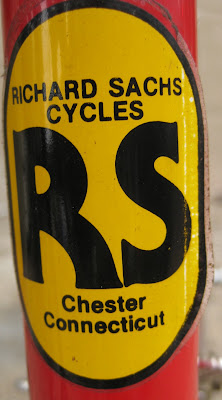 RICHARD SACHS
CYCLES
RS
Chester
Connecticut